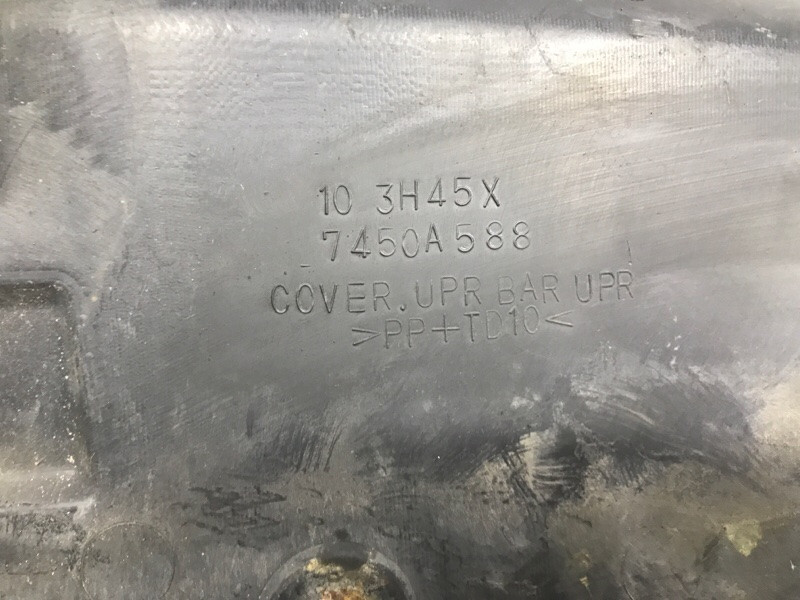 10 3H45X
7450A588
COVER.UPR BAR UPR
>PP+TD10<